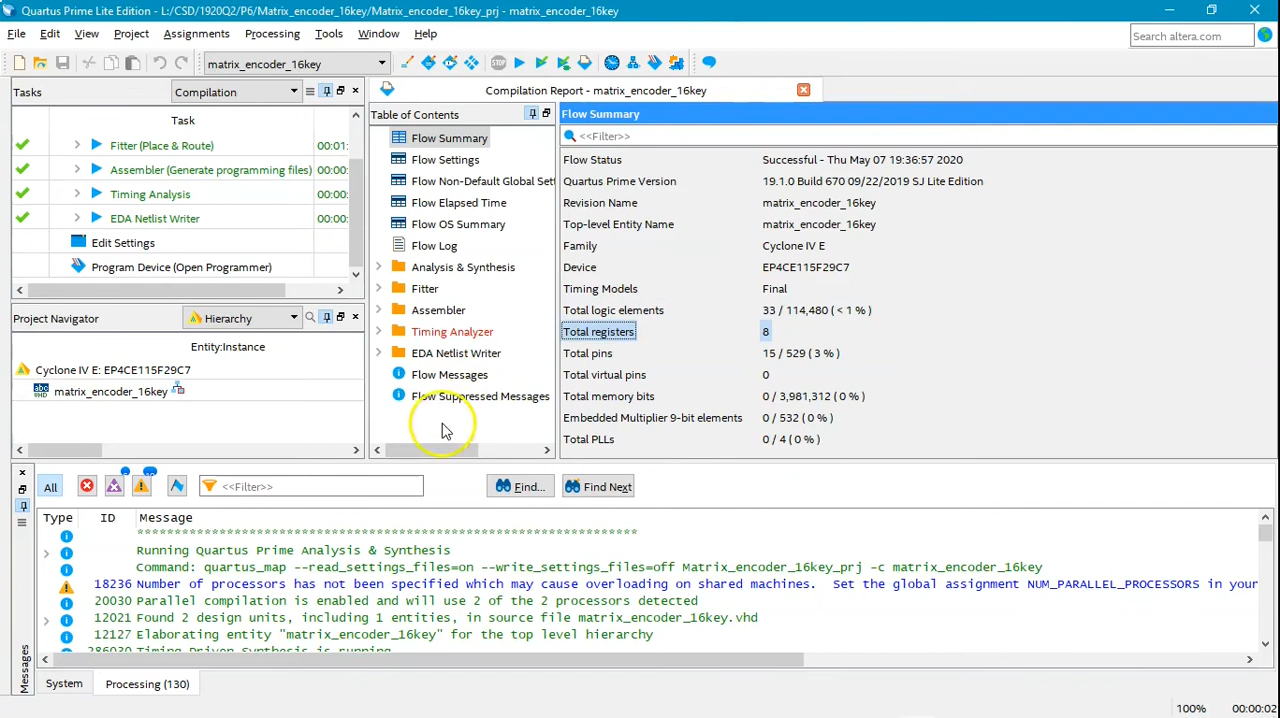 Quartus Prime Lite Edition - L:/CSD/1920Q2/P6/Matrix_encoder_16key/Matrix_encoder_16key_prj - matrix_encoder_16key
File Edit View Project Assignments Processing Tools Window Help
Search altera.com
matrix_encoder_16key
STOP
Tasks
Compilation
Task
Fitter (Place & Route) 00:01:
Assembler (Generate programming files) 00:00:
Timing Analysis 00:00:
EDA Netlist Writer 00:00:
Edit Settings
Program Device (Open Programmer)
Project Navigator
Hierarchy
Entity:Instance
Cyclone IV E: EP4CE115F29C7
matrix_encoder_16key
Compilation Report - matrix_encoder_16key
Table of Contents
Flow Summary
Flow Settings
Flow Non-Default Global Sett
Flow Elapsed Time
Flow OS Summary
Flow Log
Analysis & Synthesis
Fitter
Assembler
Timing Analyzer
EDA Netlist Writer
Flow Messages
Flow Suppressed Messages
Flow Summary
<<Filter>>
Flow Status Successful - Thu May 07 19:36:57 2020
Quartus Prime Version 19.1.0 Build 670 09/22/2019 SJ Lite Edition
Revision Name matrix_encoder_16key
Top-level Entity Name matrix_encoder_16key
Family Cyclone IV E
Device EP4CE115F29C7
Timing Models Final
Total logic elements 33 / 114,480 ( < 1 % )
Total registers 8
Total pins 15 / 529 ( 3 % )
Total virtual pins 0
Total memory bits 0 / 3,981,312 ( 0 % )
Embedded Multiplier 9-bit elements 0 / 532 ( 0 % )
Total PLLs 0 / 4 ( 0 % )
All
<<Filter>>
Find...
Find Next
Type ID Message
*******************************************************************
Running Quartus Prime Analysis & Synthesis
Command: quartus_map --read_settings_files=on --write_settings_files=off Matrix_encoder_16key_prj -c matrix_encoder_16key
18236 Number of processors has not been specified which may cause overloading on shared machines.  Set the global assignment NUM_PARALLEL_PROCESSORS in your
20030 Parallel compilation is enabled and will use 2 of the 2 processors detected
12021 Found 2 design units, including 1 entities, in source file matrix_encoder_16key.vhd
12127 Elaborating entity "matrix_encoder_16key" for the top level hierarchy
286030 Timing Driven Synthesis is running
Messages
System
Processing (130)
100% 00:00:02